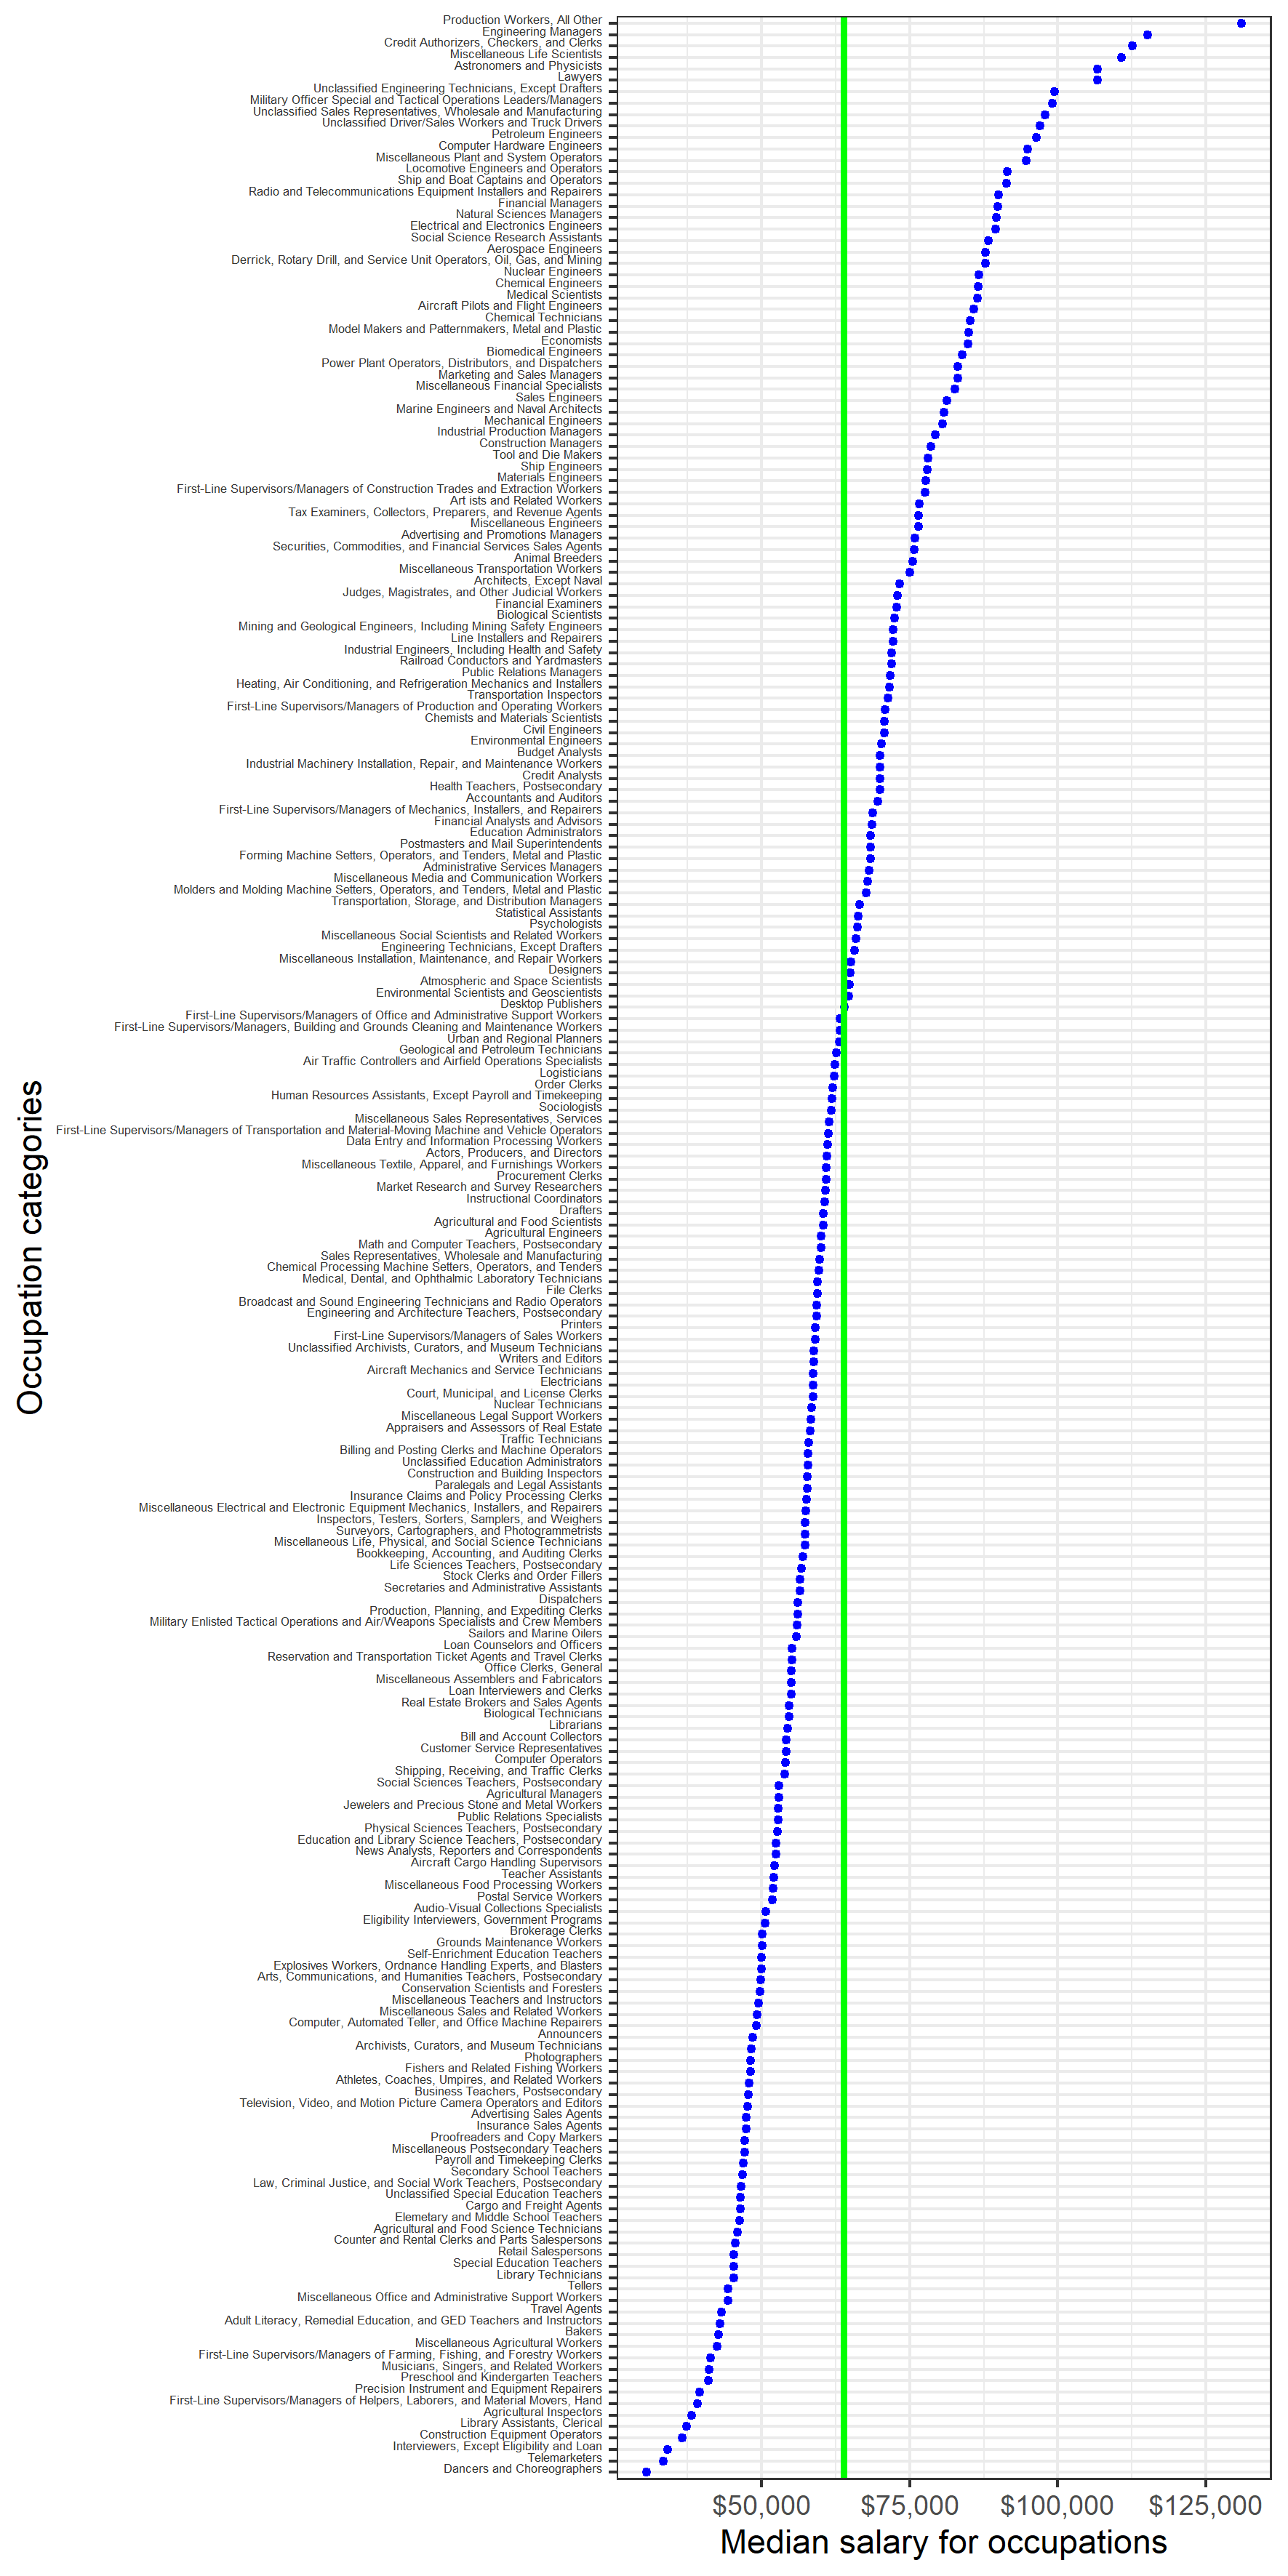 Production Workers, All Other
Engineering Managers
Credit Authorizers, Checkers, and Clerks
Miscellaneous Life Scientists
Astronomers and Physicists
Lawyers
Unclassified Engineering Technicians, Except Drafters
Military Officer Special and Tactical Operations Leaders/Managers
Unclassified Sales Representatives, Wholesale and Manufacturing
Unclassified Driver/Sales Workers and Truck Drivers
Petroleum Engineers
Computer Hardware Engineers
Miscellaneous Plant and System Operators
Locomotive Engineers and Operators
Ship and Boat Captains and Operators
Radio and Telecommunications Equipment Installers and Repairers
Financial Managers
Natural Sciences Managers
Electrical and Electronics Engineers
Social Science Research Assistants
Aerospace Engineers
Derrick, Rotary Drill, and Service Unit Operators, Oil, Gas, and Mining
Nuclear Engineers
Chemical Engineers
Medical Scientists
Aircraft Pilots and Flight Engineers
Chemical Technicians
Model Makers and Patternmakers, Metal and Plastic
Economists
Biomedical Engineers
Power Plant Operators, Distributors, and Dispatchers
Marketing and Sales Managers
Miscellaneous Financial Specialists
Sales Engineers
Marine Engineers and Naval Architects
Mechanical Engineers
Industrial Production Managers
Construction Managers
Tool and Die Makers
Ship Engineers
Materials Engineers
First-Line Supervisors/Managers of Construction Trades and Extraction Workers
Art ists and Related Workers
Tax Examiners, Collectors, Preparers, and Revenue Agents
Miscellaneous Engineers
Advertising and Promotions Managers
Securities, Commodities, and Financial Services Sales Agents
Animal Breeders
Miscellaneous Transportation Workers
Architects, Except Naval
Judges, Magistrates, and Other Judicial Workers
Financial Examiners
Biological Scientists
Mining and Geological Engineers, Including Mining Safety Engineers
Line Installers and Repairers
Industrial Engineers, Including Health and Safety
Railroad Conductors and Yardmasters
Public Relations Managers
Heating, Air Conditioning, and Refrigeration Mechanics and Installers
Transportation Inspectors
First-Line Supervisors/Managers of Production and Operating Workers
Chemists and Materials Scientists
Civil Engineers
Environmental Engineers
Budget Analysts
Industrial Machinery Installation, Repair, and Maintenance Workers
Credit Analysts
Health Teachers, Postsecondary
Accountants and Auditors
First-Line Supervisors/Managers of Mechanics, Installers, and Repairers
Financial Analysts and Advisors
Education Administrators
Postmasters and Mail Superintendents
Forming Machine Setters, Operators, and Tenders, Metal and Plastic
Administrative Services Managers
Miscellaneous Media and Communication Workers
Molders and Molding Machine Setters, Operators, and Tenders, Metal and Plastic
Transportation, Storage, and Distribution Managers
Statistical Assistants
Psychologists
Miscellaneous Social Scientists and Related Workers
Engineering Technicians, Except Drafters
Miscellaneous Installation, Maintenance, and Repair Workers
Designers
Atmospheric and Space Scientists
Environmental Scientists and Geoscientists
Desktop Publishers
First-Line Supervisors/Managers of Office and Administrative Support Workers
First-Line Supervisors/Managers, Building and Grounds Cleaning and Maintenance Workers
Urban and Regional Planners
Geological and Petroleum Technicians
Air Traffic Controllers and Airfield Operations Specialists
Logisticians
Order Clerks
Human Resources Assistants, Except Payroll and Timekeeping
Sociologists
Miscellaneous Sales Representatives, Services
First-Line Supervisors/Managers of Transportation and Material-Moving Machine and Vehicle Operators
Data Entry and Information Processing Workers
Actors, Producers, and Directors
Miscellaneous Textile, Apparel, and Furnishings Workers
Procurement Clerks
Market Research and Survey Researchers
Instructional Coordinators
Drafters
Agricultural and Food Scientists
Agricultural Engineers
Math and Computer Teachers, Postsecondary
Sales Representatives, Wholesale and Manufacturing
Chemical Processing Machine Setters, Operators, and Tenders
Medical, Dental, and Ophthalmic Laboratory Technicians
File Clerks
Broadcast and Sound Engineering Technicians and Radio Operators
Engineering and Architecture Teachers, Postsecondary
Printers
First-Line Supervisors/Managers of Sales Workers
Unclassified Archivists, Curators, and Museum Technicians
Writers and Editors
Aircraft Mechanics and Service Technicians
Electricians
Court, Municipal, and License Clerks
Nuclear Technicians
Miscellaneous Legal Support Workers
Appraisers and Assessors of Real Estate
Traffic Technicians
Billing and Posting Clerks and Machine Operators
Unclassified Education Administrators
Construction and Building Inspectors
Paralegals and Legal Assistants
Insurance Claims and Policy Processing Clerks
Miscellaneous Electrical and Electronic Equipment Mechanics, Installers, and Repairers
Inspectors, Testers, Sorters, Samplers, and Weighers
Surveyors, Cartographers, and Photogrammetrists
Miscellaneous Life, Physical, and Social Science Technicians
Bookkeeping, Accounting, and Auditing Clerks
Life Sciences Teachers, Postsecondary
Stock Clerks and Order Fillers
Secretaries and Administrative Assistants
Dispatchers
Production, Planning, and Expediting Clerks
Military Enlisted Tactical Operations and Air/Weapons Specialists and Crew Members
Sailors and Marine Oilers
Loan Counselors and Officers
Reservation and Transportation Ticket Agents and Travel Clerks
Office Clerks, General
Miscellaneous Assemblers and Fabricators
Loan Interviewers and Clerks
Real Estate Brokers and Sales Agents
Biological Technicians
Librarians
Bill and Account Collectors
Customer Service Representatives
Computer Operators
Shipping, Receiving, and Traffic Clerks
Social Sciences Teachers, Postsecondary
Agricultural Managers
Jewelers and Precious Stone and Metal Workers
Public Relations Specialists
Physical Sciences Teachers, Postsecondary
Education and Library Science Teachers, Postsecondary
News Analysts, Reporters and Correspondents
Aircraft Cargo Handling Supervisors
Teacher Assistants
Miscellaneous Food Processing Workers
Postal Service Workers
Audio-Visual Collections Specialists
Eligibility Interviewers, Government Programs
Brokerage Clerks
Grounds Maintenance Workers
Self-Enrichment Education Teachers
Explosives Workers, Ordnance Handling Experts, and Blasters
Arts, Communications, and Humanities Teachers, Postsecondary
Conservation Scientists and Foresters
Miscellaneous Teachers and Instructors
Miscellaneous Sales and Related Workers
Computer, Automated Teller, and Office Machine Repairers
Announcers
Archivists, Curators, and Museum Technicians
Photographers
Fishers and Related Fishing Workers
Athletes, Coaches, Umpires, and Related Workers
Business Teachers, Postsecondary
Television, Video, and Motion Picture Camera Operators and Editors
Advertising Sales Agents
Insurance Sales Agents
Proofreaders and Copy Markers
Miscellaneous Postsecondary Teachers
Payroll and Timekeeping Clerks
Secondary School Teachers
Law, Criminal Justice, and Social Work Teachers, Postsecondary
Unclassified Special Education Teachers
Cargo and Freight Agents
Elemetary and Middle School Teachers
Agricultural and Food Science Technicians
Counter and Rental Clerks and Parts Salespersons
Retail Salespersons
Special Education Teachers
Library Technicians
Tellers
Miscellaneous Office and Administrative Support Workers
Travel Agents
Adult Literacy, Remedial Education, and GED Teachers and Instructors
Bakers
Miscellaneous Agricultural Workers
First-Line Supervisors/Managers of Farming, Fishing, and Forestry Workers
Musicians, Singers, and Related Workers
Preschool and Kindergarten Teachers
Precision Instrument and Equipment Repairers
First-Line Supervisors/Managers of Helpers, Laborers, and Material Movers, Hand
Agricultural Inspectors
Library Assistants, Clerical
Construction Equipment Operators
Interviewers, Except Eligibility and Loan
Telemarketers
Dancers and Choreographers
Occupation categories
$50,000 $75,000 $100,000 $125,000
Median salary for occupations